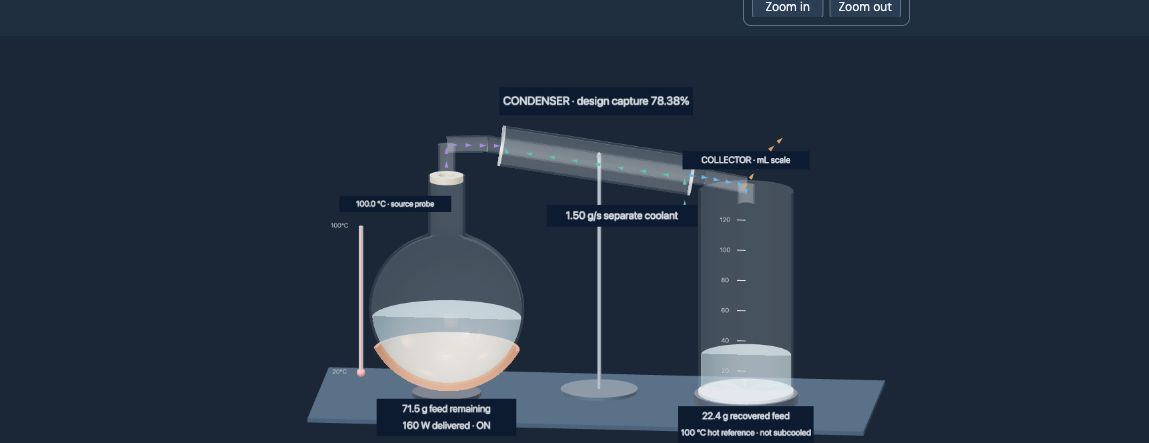 Zoom in Zoom out
CONDENSER · design capture 78.38%
COLLECTOR · mL scale
100.0 °C · source probe
1.50 g/s separate coolant
100°C
120
100
80
60
40
20
20°C
71.5 g feed remaining
160 W delivered · ON
22.4 g recovered feed
100 °C hot reference · not subcooled